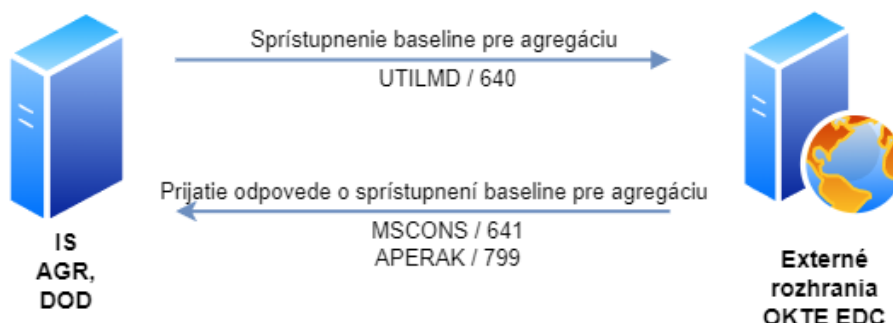 Sprístupnenie baseline pre agregáciu
UTILMD / 640
Prijatie odpovede o sprístupnení baseline pre agregáciu
MSCONS / 641
APERAK / 799
IS
AGR,
DOD
Externé
rozhrania
OKTE EDC